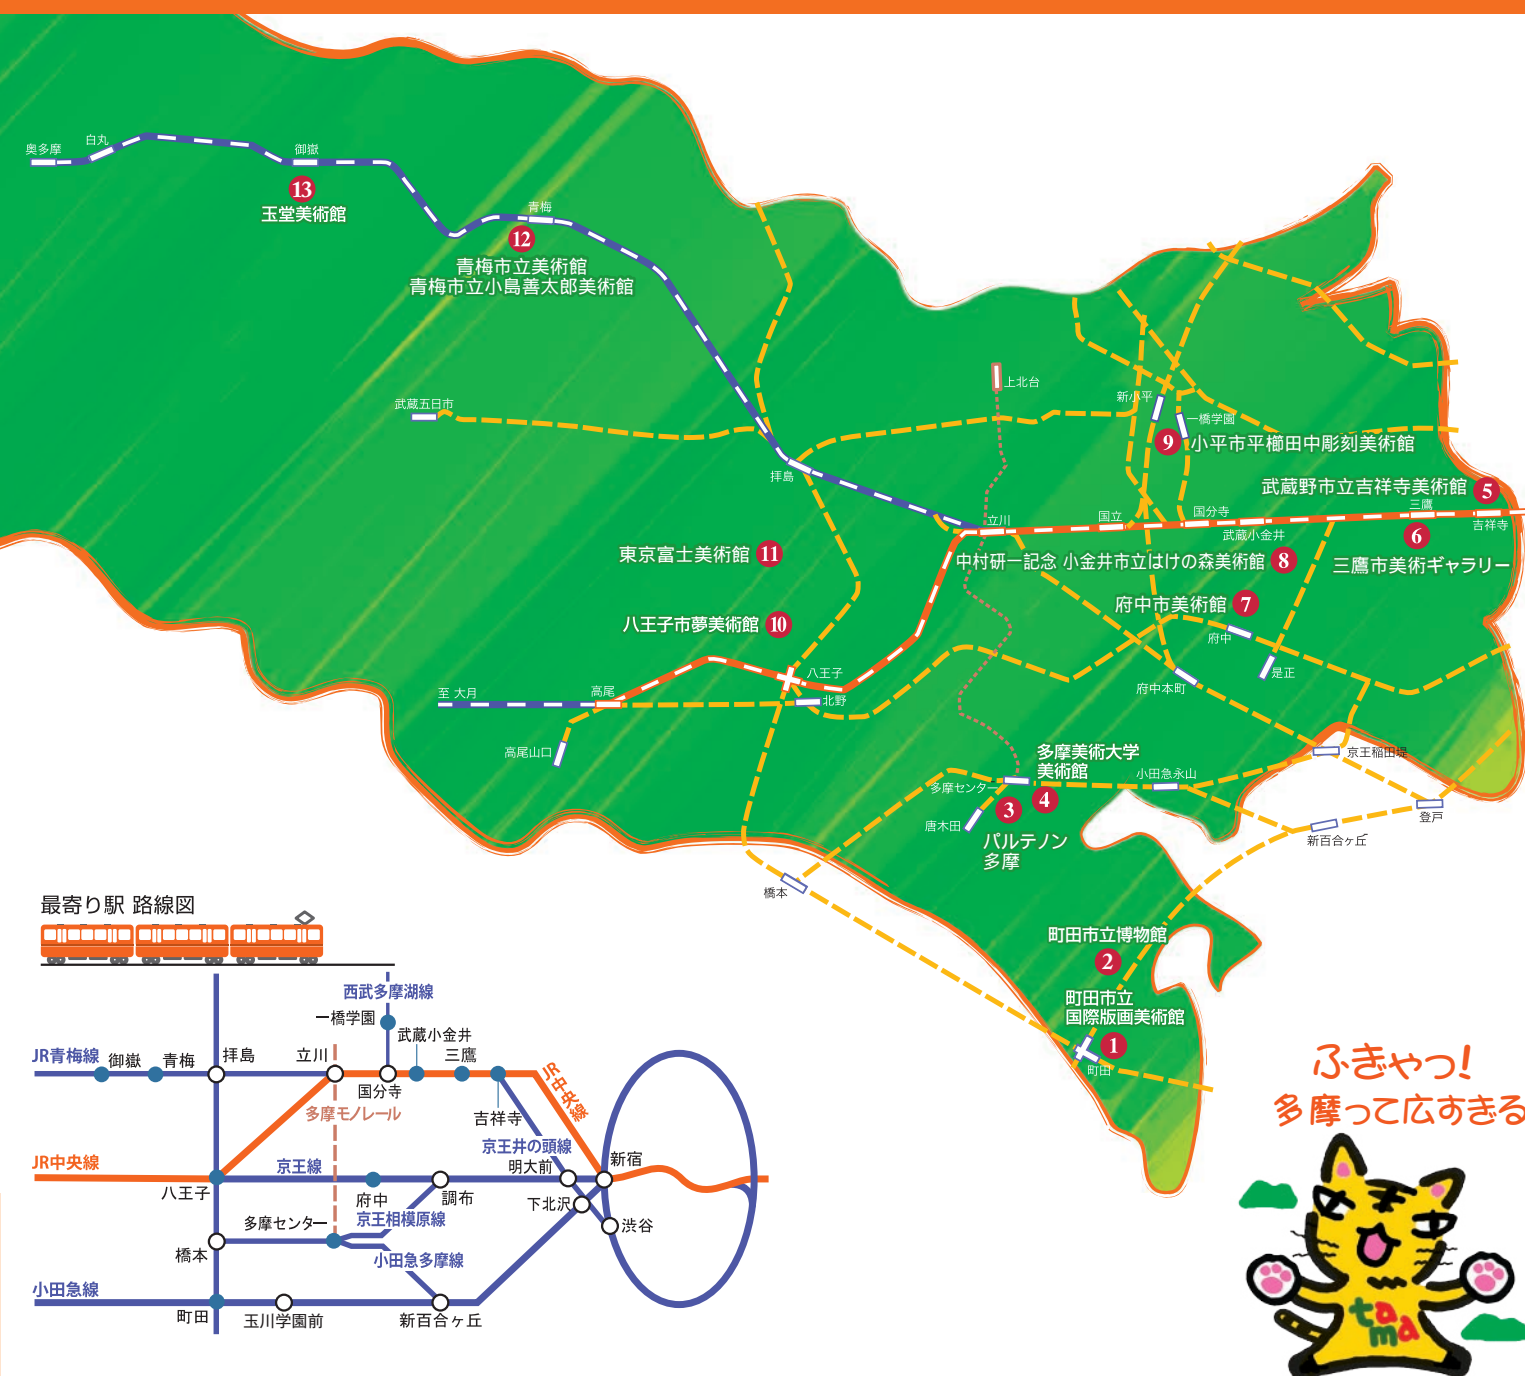 奥多摩
白丸
御嶽
13
玉堂美術館
青梅
12
青梅市立美術館
青梅市立小島善太郎美術館
武蔵五日市
拝島
上北台
新小平
一橋学園
9 小平市平櫛田中彫刻美術館
武蔵野市立吉祥寺美術館 5
立川
国立
国分寺
武蔵小金井
三鷹
吉祥寺
6
三鷹市美術ギャラリー
東京富士美術館 11
中村研一記念 小金井市立はけの森美術館 8
府中市美術館 7
八王子市夢美術館 10
府中
是正
府中本町
八王子
北野
至 大月
高尾
高尾山口
多摩美術大学
美術館
多摩センター
3
4
小田急永山
京王稲田堤
唐木田
パルテノン
多摩
登戸
新百合ヶ丘
橋本
町田市立博物館
2
町田市立
国際版画美術館
1
町田
最寄り駅 路線図
西武多摩湖線
一橋学園
武蔵小金井
JR青梅線
御嶽
青梅
拝島
立川
三鷹
国分寺
吉祥寺
JR中央線
多摩モノレール
京王井の頭線
JR中央線
京王線
明大前
新宿
八王子
府中
調布
下北沢
京王相模原線
多摩センター
渋谷
橋本
小田急多摩線
小田急線
町田
玉川学園前
新百合ヶ丘
ふぎゃっ!
多摩って広すぎる
tama